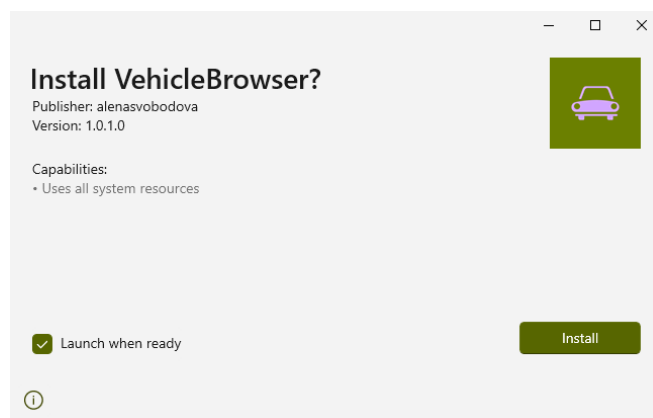 Install VehicleBrowser?
Publisher: alenasvobodova
Version: 1.0.1.0
Capabilities:
• Uses all system resources
Launch when ready
Install